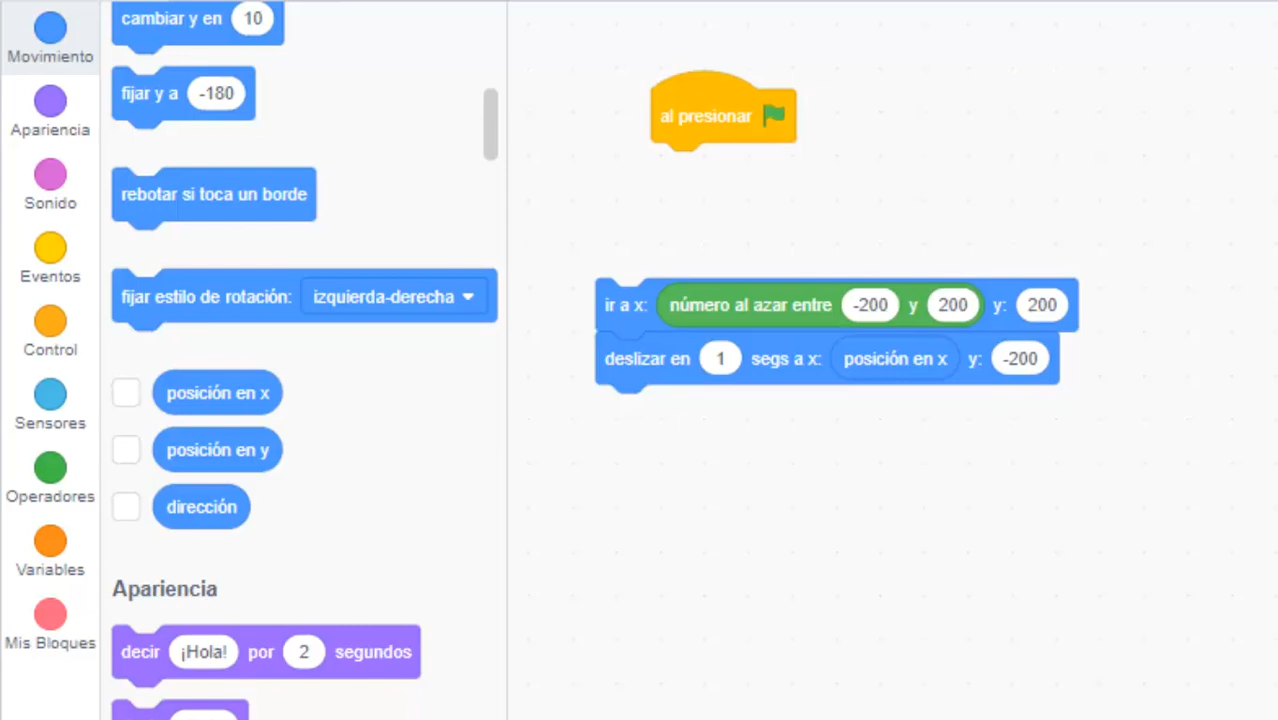 Movimiento
Apariencia
Sonido
Eventos
Control
Sensores
Operadores
Variables
Mis Bloques
cambiar y en 10
fijar y a -180
rebotar si toca un borde
fijar estilo de rotación: izquierda-derecha
posición en x
posición en y
dirección
Apariencia
decir ¡Hola! por 2 segundos
al presionar
ir a x: número al azar entre -200 y 200 y: 200
deslizar en 1 segs a x: posición en x y: -200